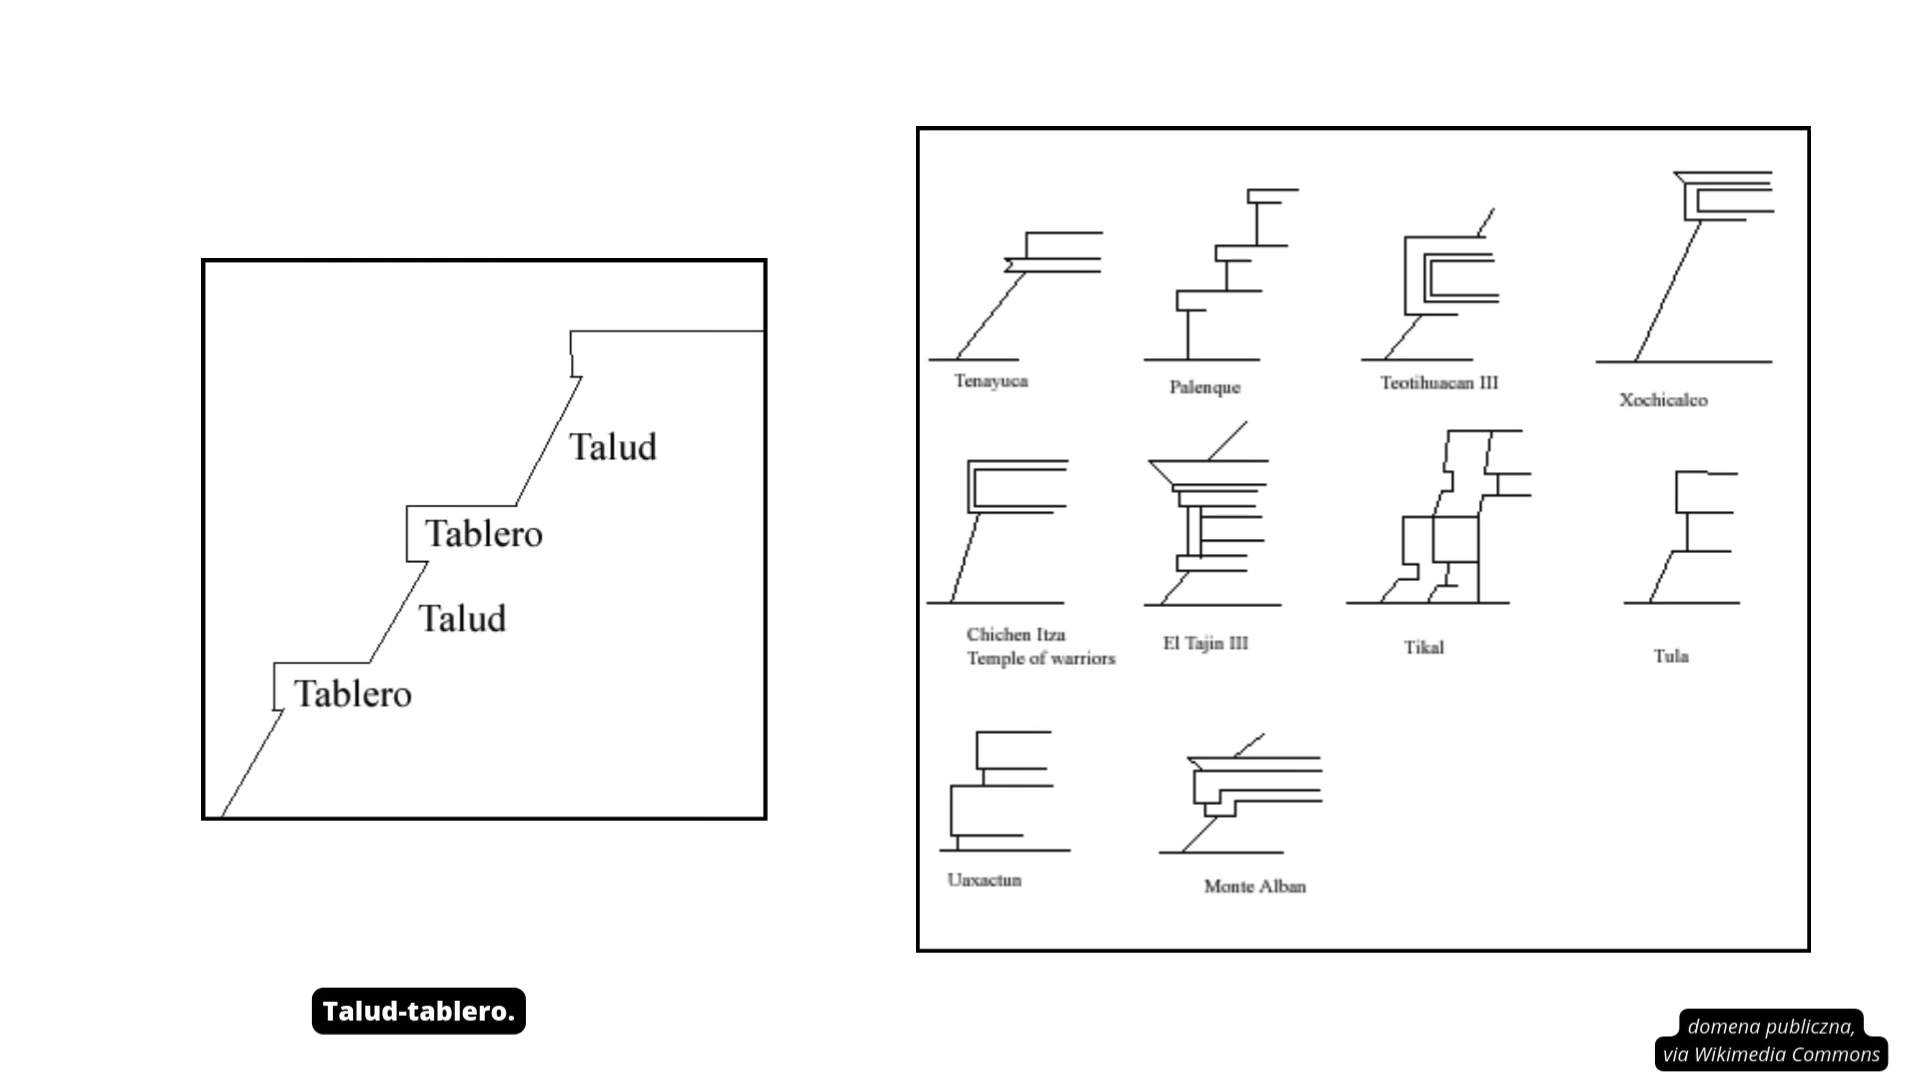 Talud
Tablero
Talud
Tablero
Talud-tablero.
Tenayuca
Palenque
Teotihuacan III
Xochicalco
Chichen Itza
Temple of warriors
El Tajin III
Tikal
Tula
Uaxactun
Monte Alban
domena publiczna,
via Wikimedia Commons